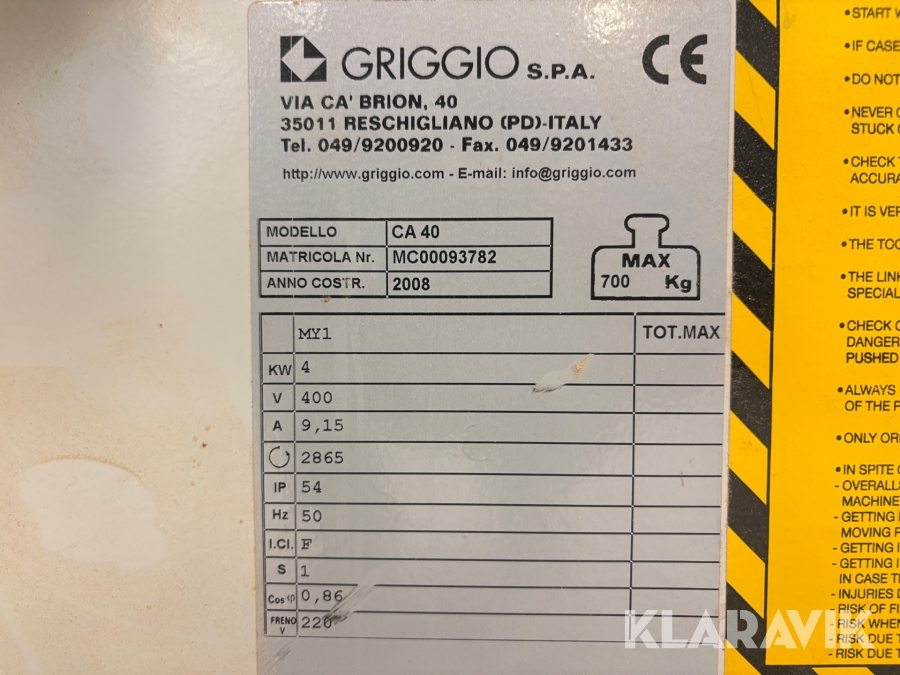 GRIGGIO S.P.A.
CE
VIA CA' BRION, 40
35011 RESCHIGLIANO (PD)-ITALY
Tel. 049/9200920 - Fax. 049/9201433
http://www.griggio.com - E-mail: info@griggio.com
MODELLO CA 40
MATRICOLA Nr. MC00093782
ANNO COSTR. 2008
MAX
700 Kg
MY1 TOT.MAX
KW 4
V 400
A 9,15
2865
IP 54
Hz 50
I.Cl. F
S 1
Cos φ 0,86
FRENO V 220
•START
•IF CASE
•DO NOT
•NEVER
STUCK
•CHECK
ACCURA
•IT IS VER
•THE TOO
•THE LINK
SPECIAL
•CHECK
DANGER
PUSHED
•ALWAYS
OF THE
•ONLY ORI
•IN SPITE
- OVERALLS
MACHINE
- GETTING
MOVING
- GETTING
- GETTING
IN CASE
- INJURIES
- RISK OF
- RISK WHEN
- RISK DUE
- RISK DUE
KLARAVIK